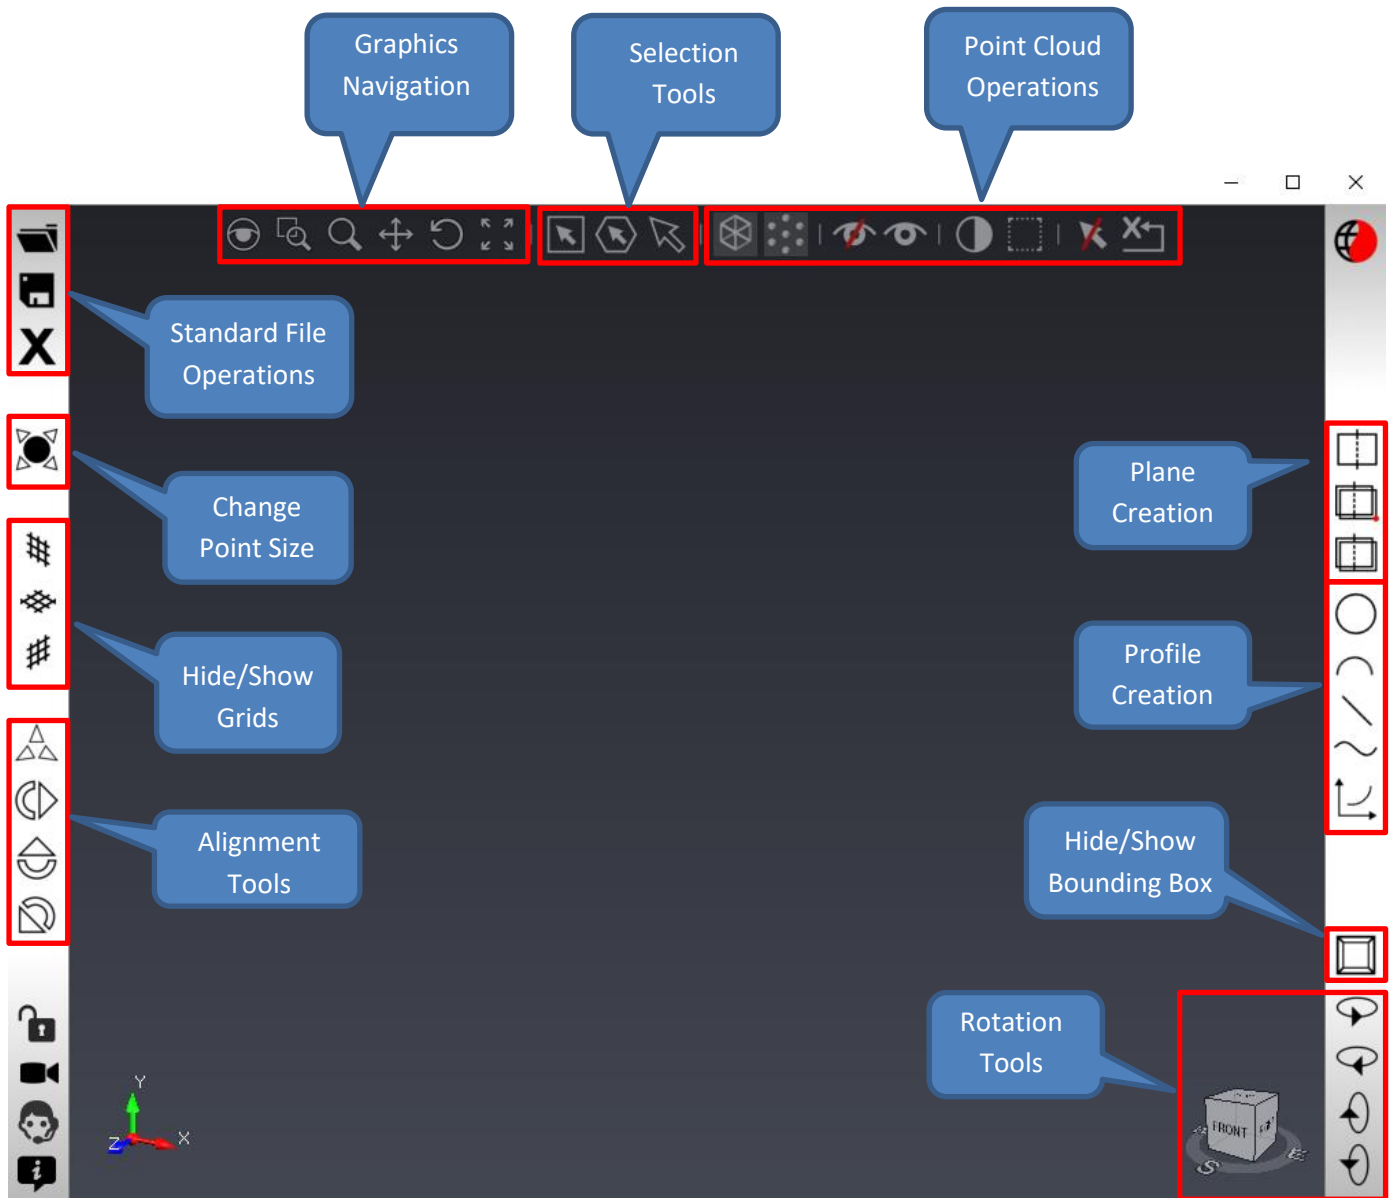 Graphics
Navigation
Selection
Tools
Point Cloud
Operations
Standard File
Operations
Change
Point Size
Plane
Creation
Hide/Show
Grids
Profile
Creation
Alignment
Tools
Hide/Show
Bounding Box
Rotation
Tools
Y
X
Z
FRONT
S
E